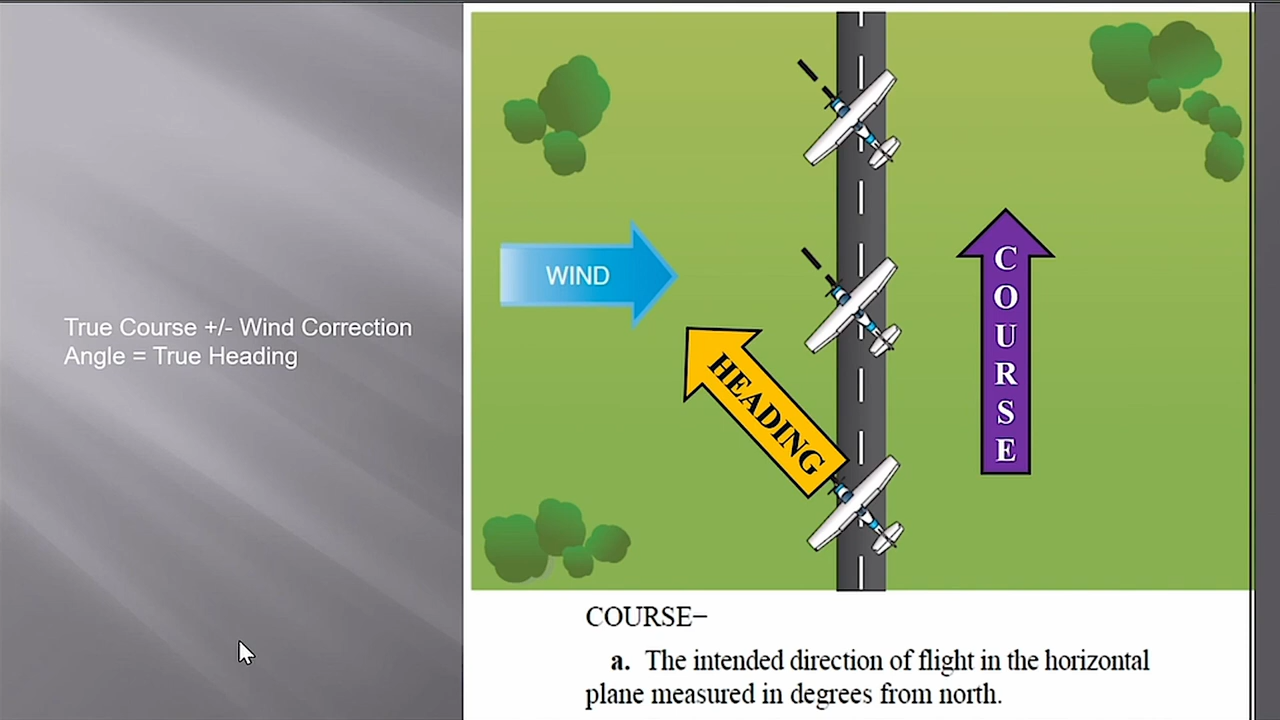 True Course +/- Wind Correction
Angle = True Heading
WIND
HEADING
COURSE
COURSE–
a. The intended direction of flight in the horizontal
plane measured in degrees from north.